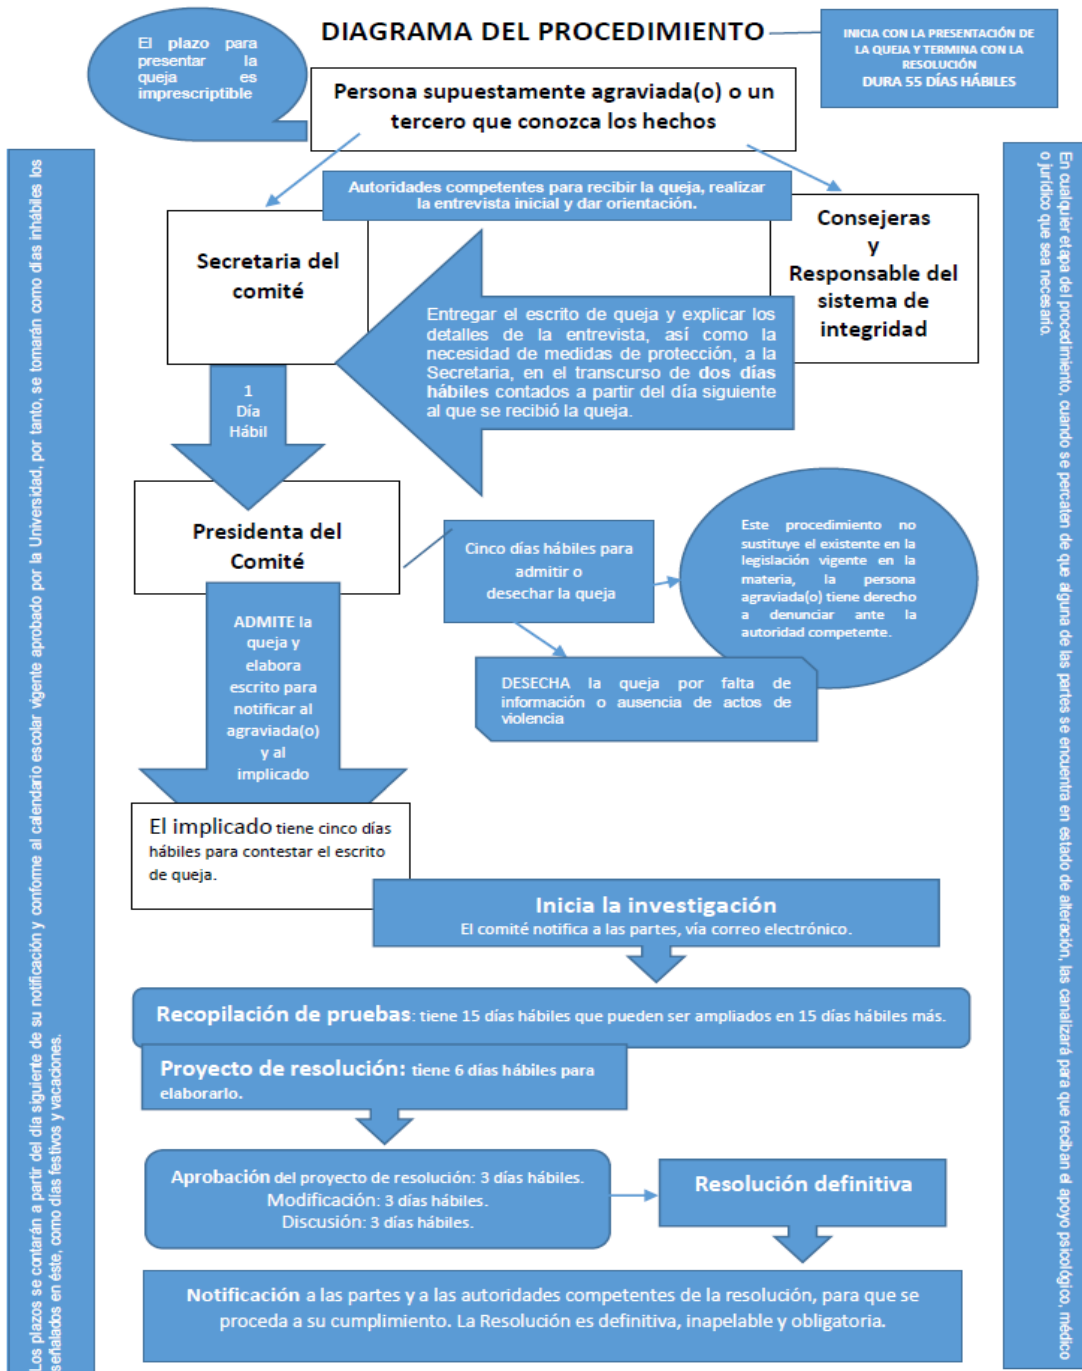 DIAGRAMA DEL PROCEDIMIENTO
INICIA CON LA PRESENTACIÓN DE
LA QUEJA Y TERMINA CON LA
RESOLUCIÓN
DURA 55 DÍAS HÁBILES
El plazo para
presentar la
queja es
imprescriptible
Persona supuestamente agraviada(o) o un
tercero que conozca los hechos
Autoridades competentes para recibir la queja, realizar
la entrevista inicial y dar orientación.
Secretaria del
comité
Consejeras
y
Responsable del
sistema de
integridad
Entregar el escrito de queja y explicar los
detalles de la entrevista, así como la
necesidad de medidas de protección, a la
Secretaria, en el transcurso de dos días
hábiles contados a partir del día siguiente
al que se recibió la queja.
1
Día
Hábil
Presidenta del
Comité
Cinco días hábiles para
admitir o
desechar la queja
Este procedimiento no
sustituye el existente en la
legislación vigente en la
materia, la persona
agraviada(o) tiene derecho
a denunciar ante la
autoridad competente.
DESECHA la queja por falta de
información o ausencia de actos de
violencia
ADMITE la
queja y
elabora
escrito para
notificar al
agraviada(o)
y al
implicado
El implicado tiene cinco días
hábiles para contestar el escrito
de queja.
Inicia la investigación
El comité notifica a las partes, vía correo electrónico.
Recopilación de pruebas: tiene 15 días hábiles que pueden ser ampliados en 15 días hábiles más.
Proyecto de resolución: tiene 6 días hábiles para
elaborarlo.
Aprobación del proyecto de resolución: 3 días hábiles.
Modificación: 3 días hábiles.
Discusión: 3 días hábiles.
Resolución definitiva
Notificación a las partes y a las autoridades competentes de la resolución, para que se
proceda a su cumplimiento. La Resolución es definitiva, inapelable y obligatoria.
Los plazos se contarán a partir del día siguiente de su notificación y conforme al calendario escolar vigente aprobado por la Universidad, por tanto, se tomarán como días inhábiles los
señalados en éste, como días festivos y vacaciones.
En cualquier etapa del procedimiento, cuando se percaten de que alguna de las partes se encuentra en estado de alteración, las canalizará para que reciban el apoyo psicológico, médico
o jurídico que sea necesario.